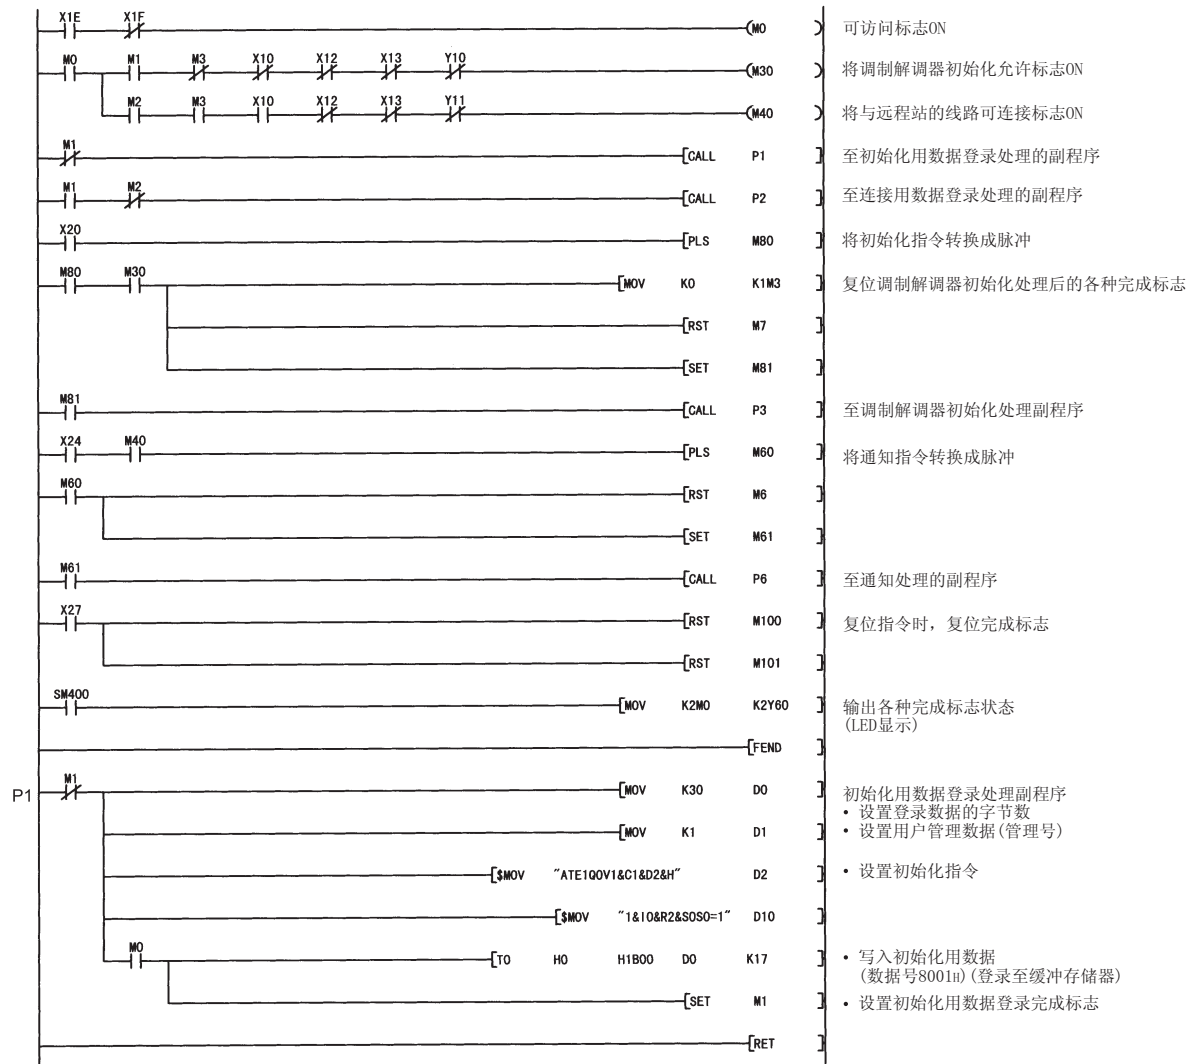 X1E X1F
(M0 ) 可访问标志ON
M0 M1 M3 X10 X12 X13 Y10
(M30 ) 将调制解调器初始化允许标志ON
M2 M3 X10 X12 X13 Y11
(M40 ) 将与远程站的线路可连接标志ON
M1
[CALL P1 ] 至初始化用数据登录处理的副程序
M1 M2
[CALL P2 ] 至连接用数据登录处理的副程序
X20
[PLS M80 ] 将初始化指令转换成脉冲
M80 M30
[MOV K0 K1M3 ] 复位调制解调器初始化处理后的各种完成标志
[RST M7 ]
[SET M81 ]
M81
[CALL P3 ] 至调制解调器初始化处理副程序
X24 M40
[PLS M60 ] 将通知指令转换成脉冲
M60
[RST M6 ]
[SET M61 ]
M61
[CALL P6 ] 至通知处理的副程序
X27
[RST M100 ] 复位指令时，复位完成标志
[RST M101 ]
SM400
[MOV K2M0 K2Y60 ] 输出各种完成标志状态
(LED显示)
[FEND ]
M1
P1 [MOV K30 D0 ] 初始化用数据登录处理副程序
• 设置登录数据的字节数
[MOV K1 D1 ] • 设置用户管理数据(管理号)
[$MOV "ATE1Q0V1&C1&D2&H" D2 ] • 设置初始化指令
[$MOV "1&I0&R2&S0S0=1" D10 ]
M0
[TO H0 H1B00 D0 K17 ] • 写入初始化用数据
(数据号8001H)(登录至缓冲存储器)
[SET M1 ] • 设置初始化用数据登录完成标志
[RET ]